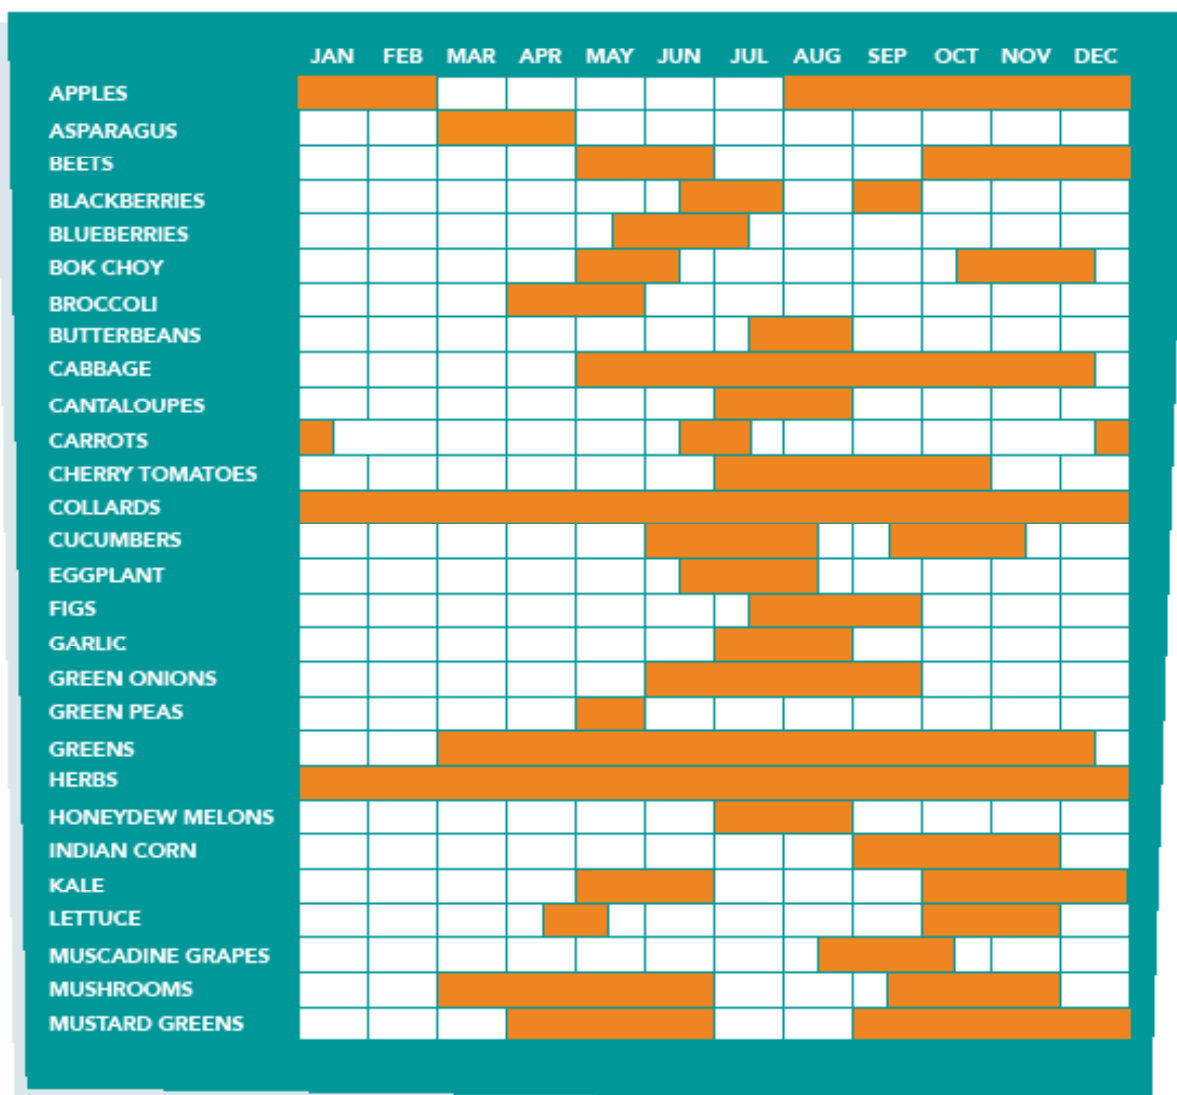 JAN FEB MAR APR MAY JUN JUL AUG SEP OCT NOV DEC
APPLES
ASPARAGUS
BEETS
BLACKBERRIES
BLUEBERRIES
BOK CHOY
BROCCOLI
BUTTERBEANS
CABBAGE
CANTALOUPES
CARROTS
CHERRY TOMATOES
COLLARDS
CUCUMBERS
EGGPLANT
FIGS
GARLIC
GREEN ONIONS
GREEN PEAS
GREENS
HERBS
HONEYDEW MELONS
INDIAN CORN
KALE
LETTUCE
MUSCADINE GRAPES
MUSHROOMS
MUSTARD GREENS